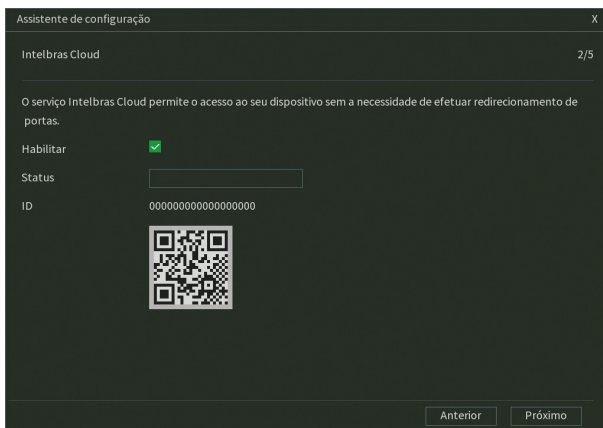 Assistente de configuração X
Intelbras Cloud 2/5
O serviço Intelbras Cloud permite o acesso ao seu dispositivo sem a necessidade de efetuar redirecionamento de
portas.
Habilitar
Status
ID 000000000000000000
Anterior Próximo